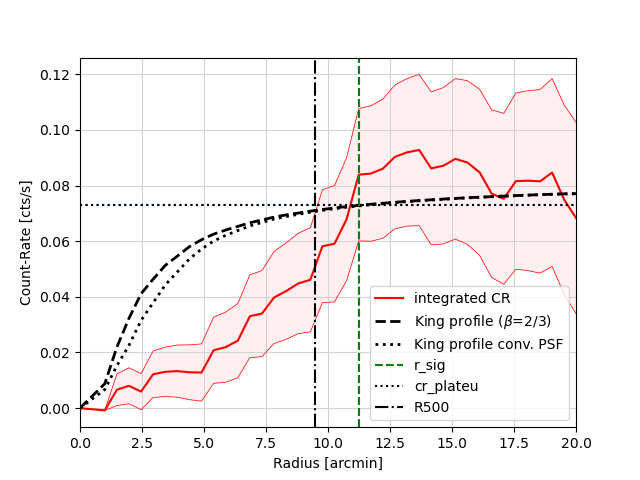 0.12
0.10
0.08
0.06
0.04
0.02
0.00
Count-Rate [cts/s]
integrated CR
King profile (β=2/3)
King profile conv. PSF
r_sig
cr_plateu
R500
0.0 2.5 5.0 7.5 10.0 12.5 15.0 17.5 20.0
Radius [arcmin]